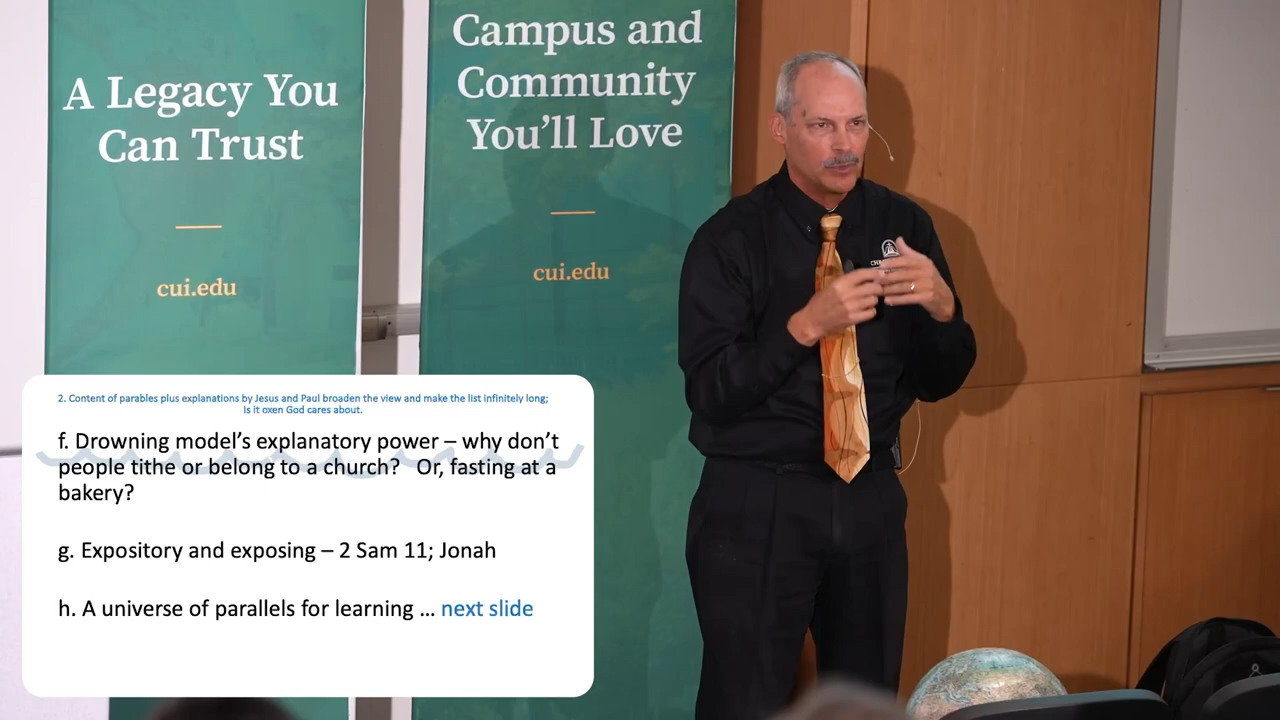 A Legacy You
Can Trust
cui.edu
Campus and
Community
You'll Love
cui.edu
2. Content of parables plus explanations by Jesus and Paul broaden the view and make the list infinitely long;
Is it oxen God cares about.
f. Drowning model's explanatory power – why don't
people tithe or belong to a church? Or, fasting at a
bakery?
g. Expository and exposing – 2 Sam 11; Jonah
h. A universe of parallels for learning ... next slide